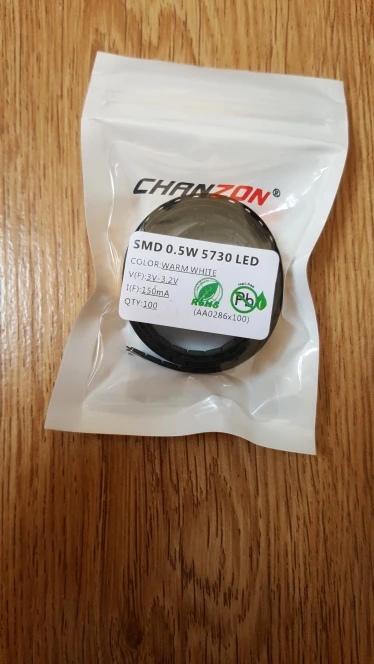 CHANZON®
SMD 0.5W 5730 LED
COLOR:WARM WHITE
V(F):3V-3.2V
I(F):150mA
QTY:100
RoHS
Pb
(AA0286x100)